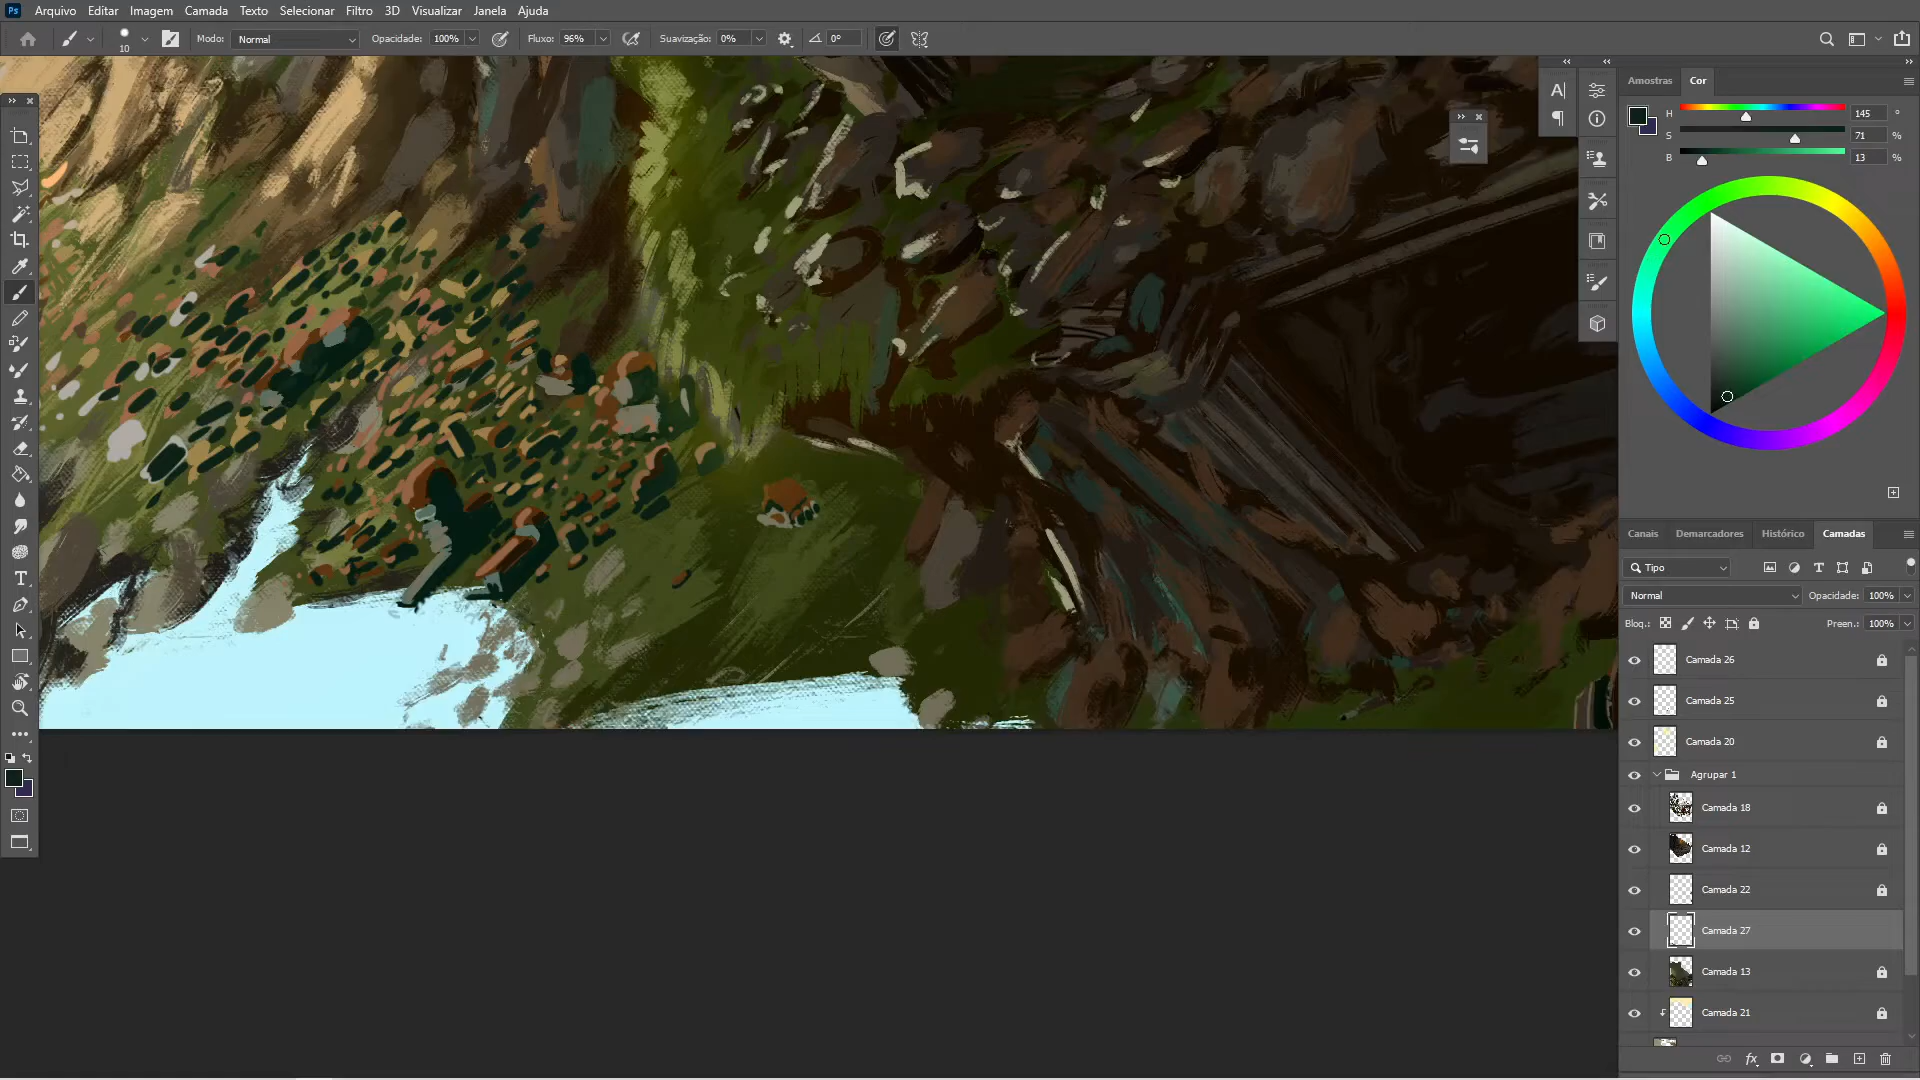 Ps Arquivo Editar Imagem Camada Texto Selecionar Filtro 3D Visualizar Janela Ajuda
10 Modo: Normal Opacidade: 100% Fluxo: 96% Suavização: 0% 0°
Amostras Cor
H 145 °
S 71 %
B 13 %
Canais Demarcadores Histórico Camadas
Tipo
Normal Opacidade: 100%
Bloq.: Preen.: 100%
Camada 26
Camada 25
Camada 20
Agrupar 1
Camada 18
Camada 12
Camada 22
Camada 27
Camada 13
Camada 21
fx